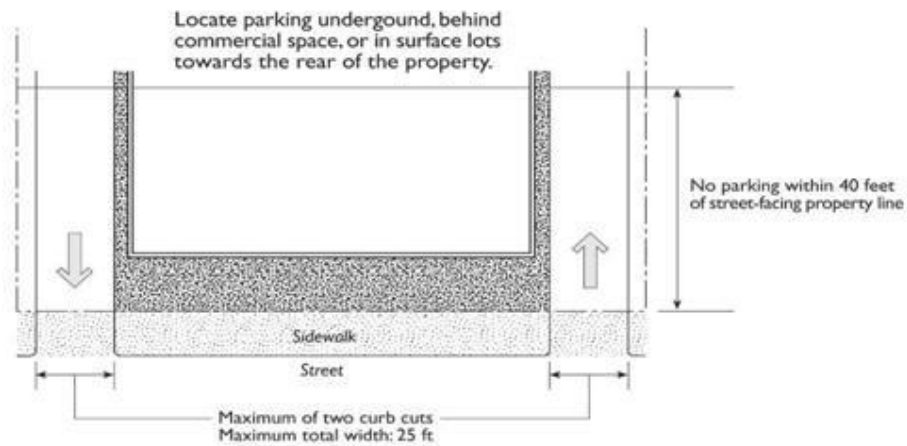 Locate parking undergound, behind
commercial space, or in surface lots
towards the rear of the property.
No parking within 40 feet
of street-facing property line
Sidewalk
Street
Maximum of two curb cuts
Maximum total width: 25 ft